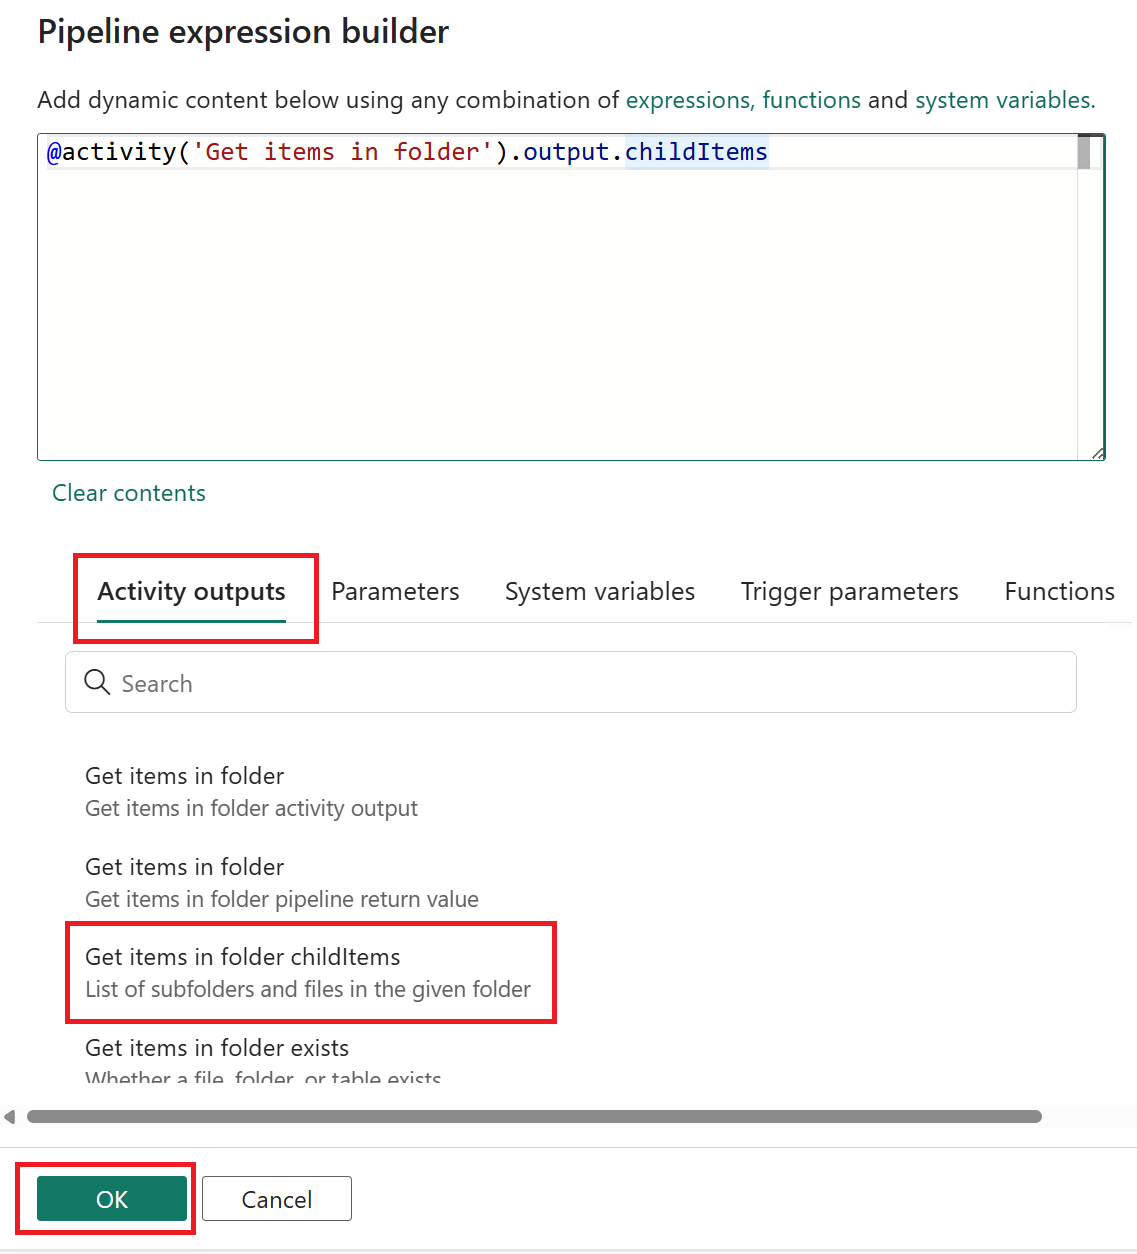 Pipeline expression builder
Add dynamic content below using any combination of expressions, functions and system variables.
@activity('Get items in folder').output.childItems
Clear contents
Activity outputs Parameters System variables Trigger parameters Functions
Search
Get items in folder
Get items in folder activity output
Get items in folder
Get items in folder pipeline return value
Get items in folder childItems
List of subfolders and files in the given folder
Get items in folder exists
Whether a file, folder, or table exists
OK Cancel